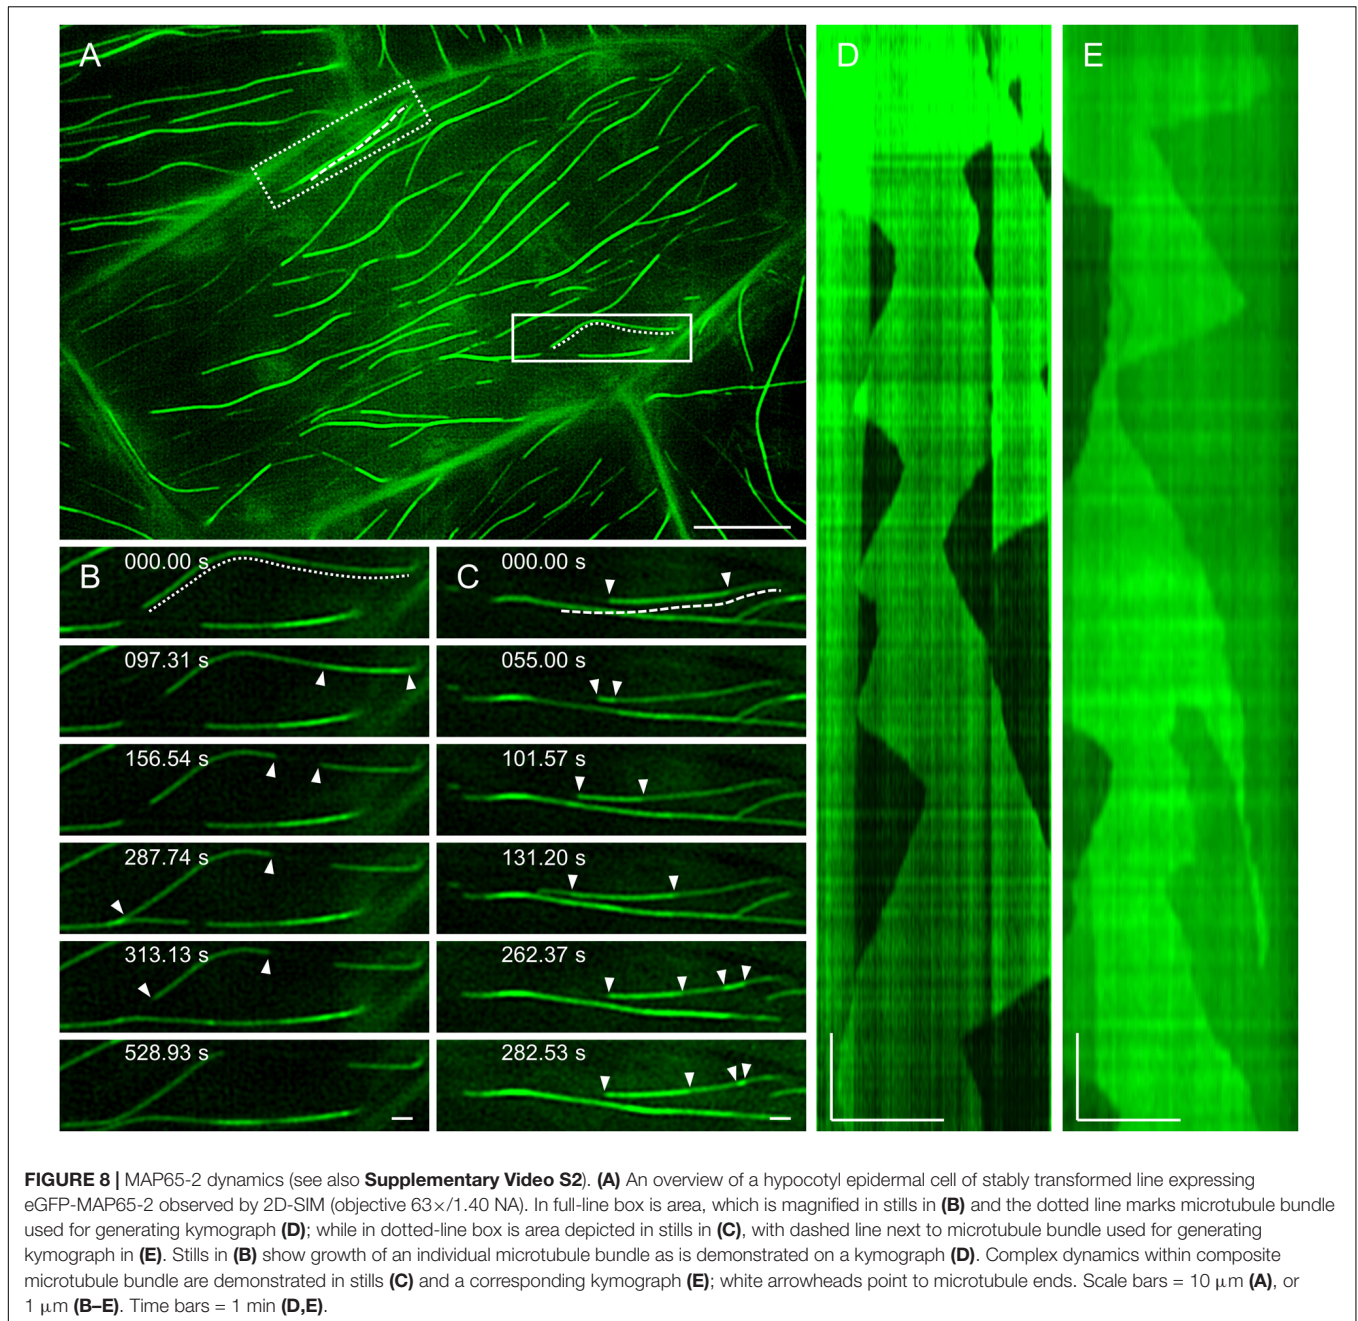 A
D
E
B
000.00 s
097.31 s
156.54 s
287.74 s
313.13 s
528.93 s
C
000.00 s
055.00 s
101.57 s
131.20 s
262.37 s
282.53 s
FIGURE 8 | MAP65-2 dynamics (see also Supplementary Video S2). (A) An overview of a hypocotyl epidermal cell of stably transformed line expressing
eGFP-MAP65-2 observed by 2D-SIM (objective 63×/1.40 NA). In full-line box is area, which is magnified in stills in (B) and the dotted line marks microtubule bundle
used for generating kymograph (D); while in dotted-line box is area depicted in stills in (C), with dashed line next to microtubule bundle used for generating
kymograph in (E). Stills in (B) show growth of an individual microtubule bundle as is demonstrated on a kymograph (D). Complex dynamics within composite
microtubule bundle are demonstrated in stills (C) and a corresponding kymograph (E); white arrowheads point to microtubule ends. Scale bars = 10 μm (A), or
1 μm (B–E). Time bars = 1 min (D,E).